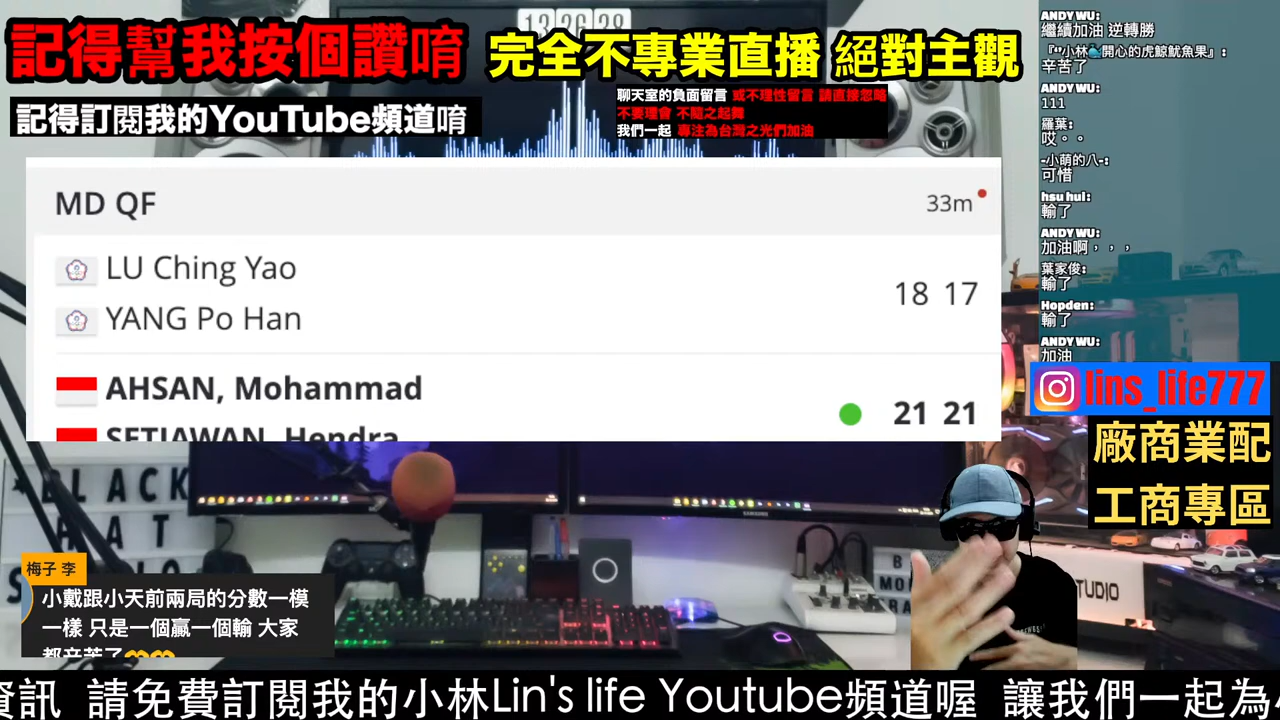 記得幫我按個讚唷
完全不專業直播 絕對主觀
記得訂閱我的YouTube頻道唷
聊天室的負面留言 或不理性留言 請直接忽略
不要理會 不隨之起舞
我們一起 專注為台灣之光們加油
MD QF
33m
LU Ching Yao
YANG Po Han
18 17
AHSAN, Mohammad
SETIAWAN, Hendra
21 21
ANDY WU:
繼續加油 逆轉勝
辛苦了
ANDY WU:
111
羅葉:
哎。。
-小萌的八-:
可惜
hsu hui:
輸了
ANDY WU:
加油啊，，，
葉家俊:
輸了
Hopden:
輸了
ANDY WU:
加油
lins_life777
廠商業配
工商專區
BLACK
HAT
梅子 李
小戴跟小天前兩局的分數一模
一樣 只是一個贏一個輸 大家
都辛苦了
資訊 請免費訂閱我的小林Lin's life Youtube頻道喔 讓我們一起為